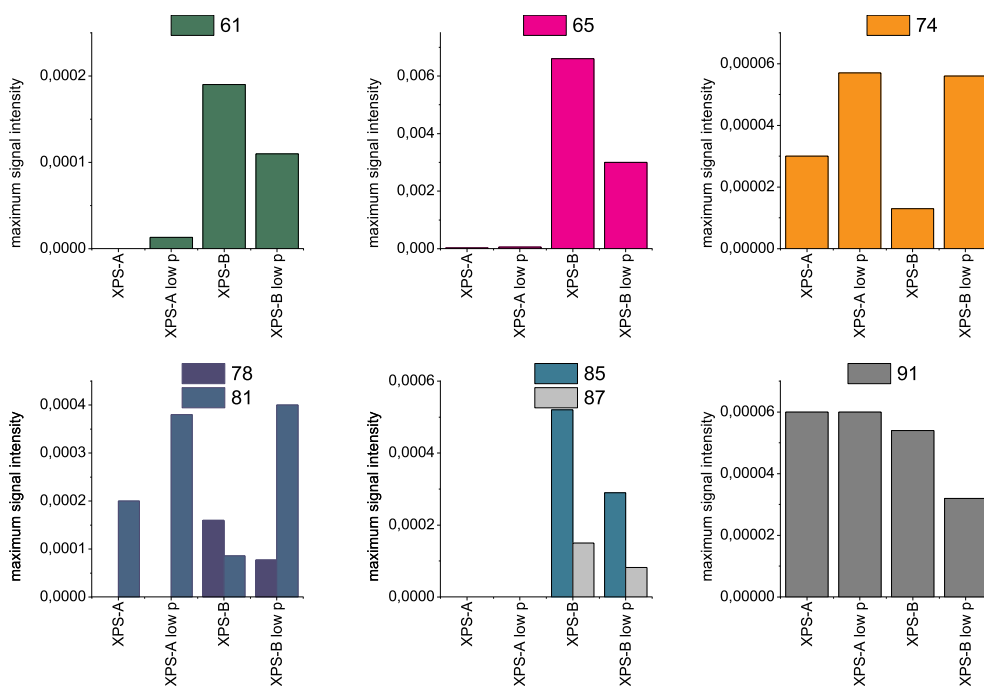 61
maximum signal intensity
0,0002
0,0001
0,0000
XPS-A
XPS-A low p
XPS-B
XPS-B low p
65
maximum signal intensity
0,006
0,004
0,002
0,000
XPS-A
XPS-A low p
XPS-B
XPS-B low p
74
maximum signal intensity
0,00006
0,00004
0,00002
0,00000
XPS-A
XPS-A low p
XPS-B
XPS-B low p
78
81
maximum signal intensity
0,0004
0,0003
0,0002
0,0001
0,0000
XPS-A
XPS-A low p
XPS-B
XPS-B low p
85
87
maximum signal intensity
0,0006
0,0004
0,0002
0,0000
XPS-A
XPS-A low p
XPS-B
XPS-B low p
91
maximum signal intensity
0,00006
0,00004
0,00002
0,00000
XPS-A
XPS-A low p
XPS-B
XPS-B low p